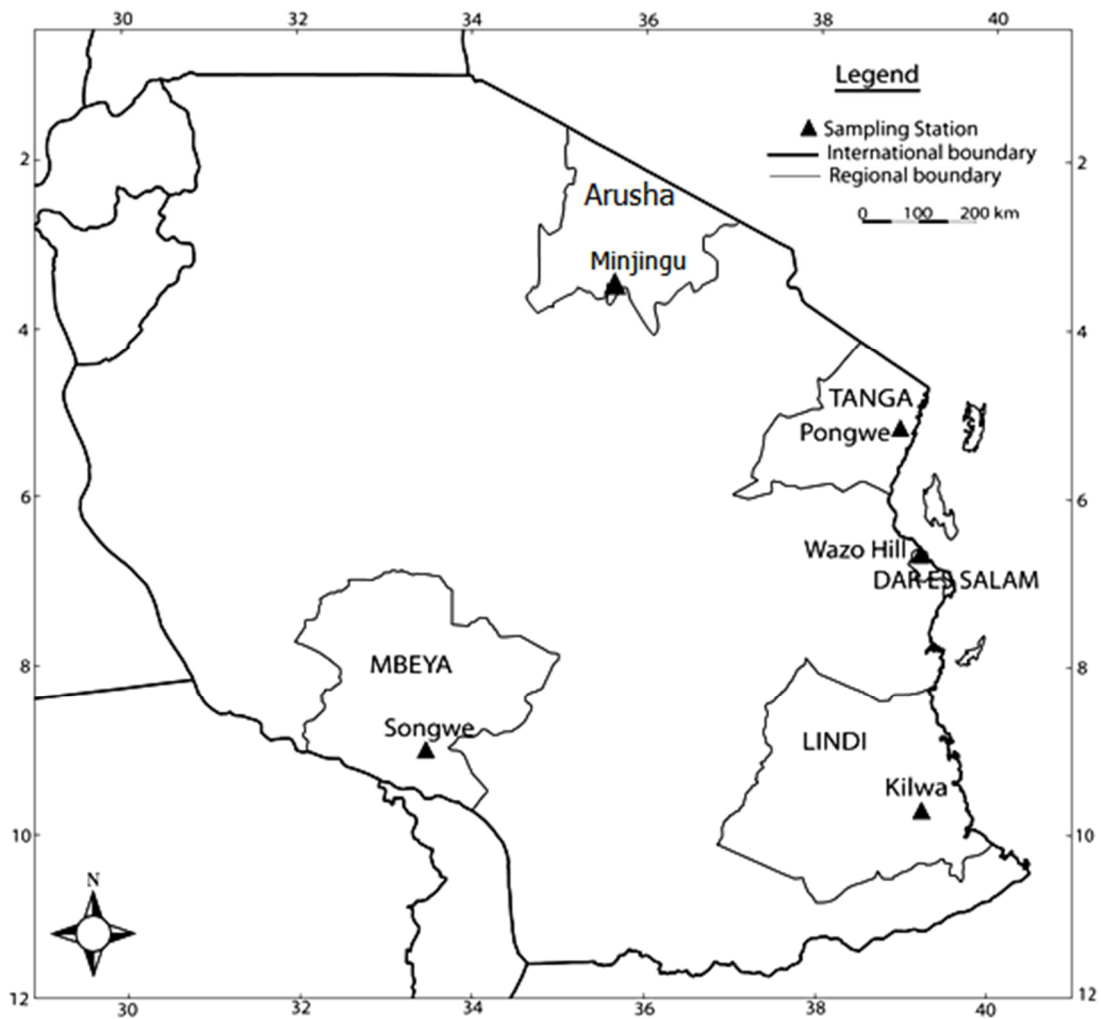 30 32 34 36 38 40
Legend
Sampling Station
International boundary
Regional boundary
0 100 200 km
2 2
Arusha
Minjingu
4 4
TANGA
Pongwe
6 6
Wazo Hill
DAR ES SALAM
8 8
MBEYA
Songwe
LINDI
Kilwa
10 10
N
12 12
30 32 34 36 38 40